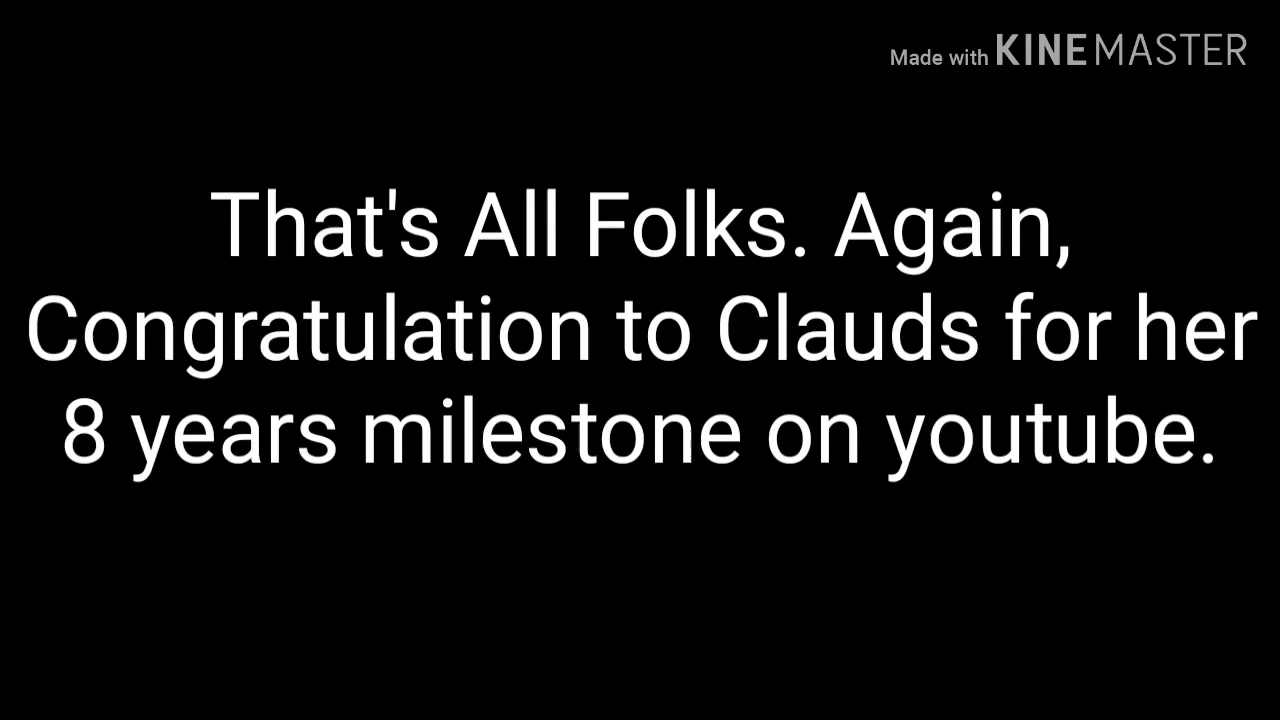 Made with KINEMASTER
That's All Folks. Again,
Congratulation to Clauds for her
8 years milestone on youtube.